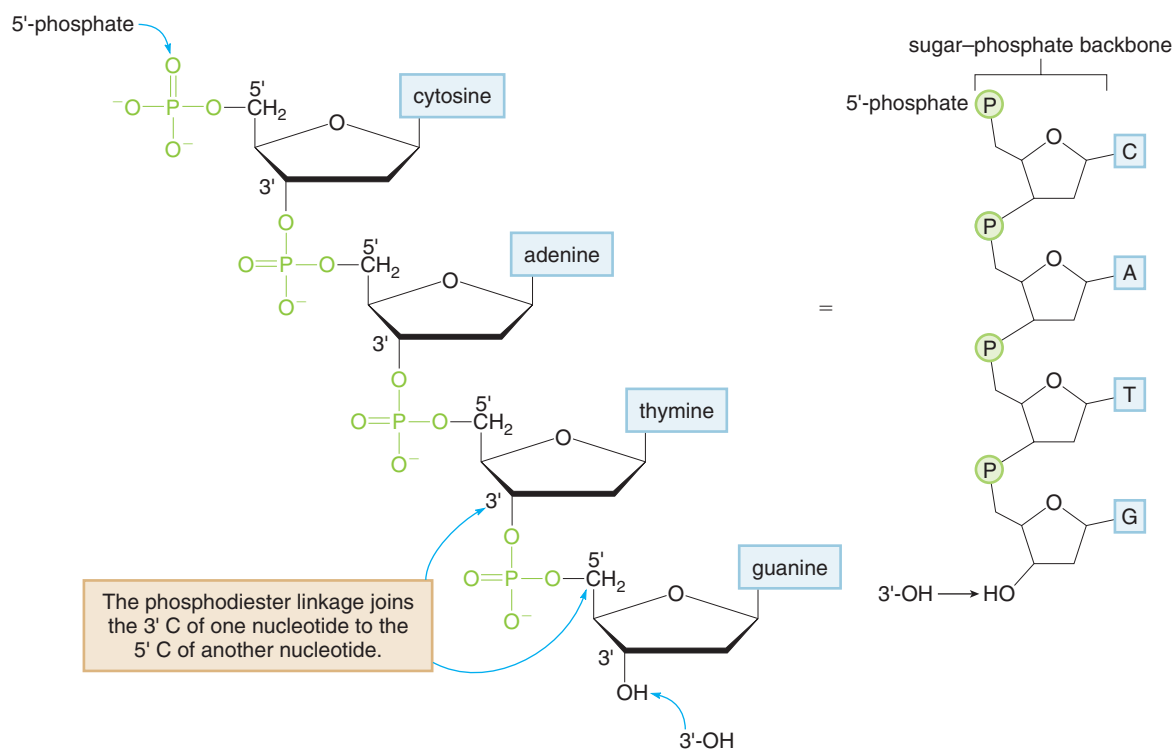 5'-phosphate
O
⁻O—P—O—CH₂
5'
O⁻
cytosine
O
3'
O
O=P—O—CH₂
5'
O⁻
adenine
O
3'
O
O=P—O—CH₂
5'
O⁻
thymine
O
3'
O
O=P—O—CH₂
5'
O⁻
guanine
O
3'
OH
3'-OH
The phosphodiester linkage joins
the 3' C of one nucleotide to the
5' C of another nucleotide.
=
sugar–phosphate backbone
5'-phosphate P
O
C
P
O
A
P
O
T
P
O
G
3'-OH → HO